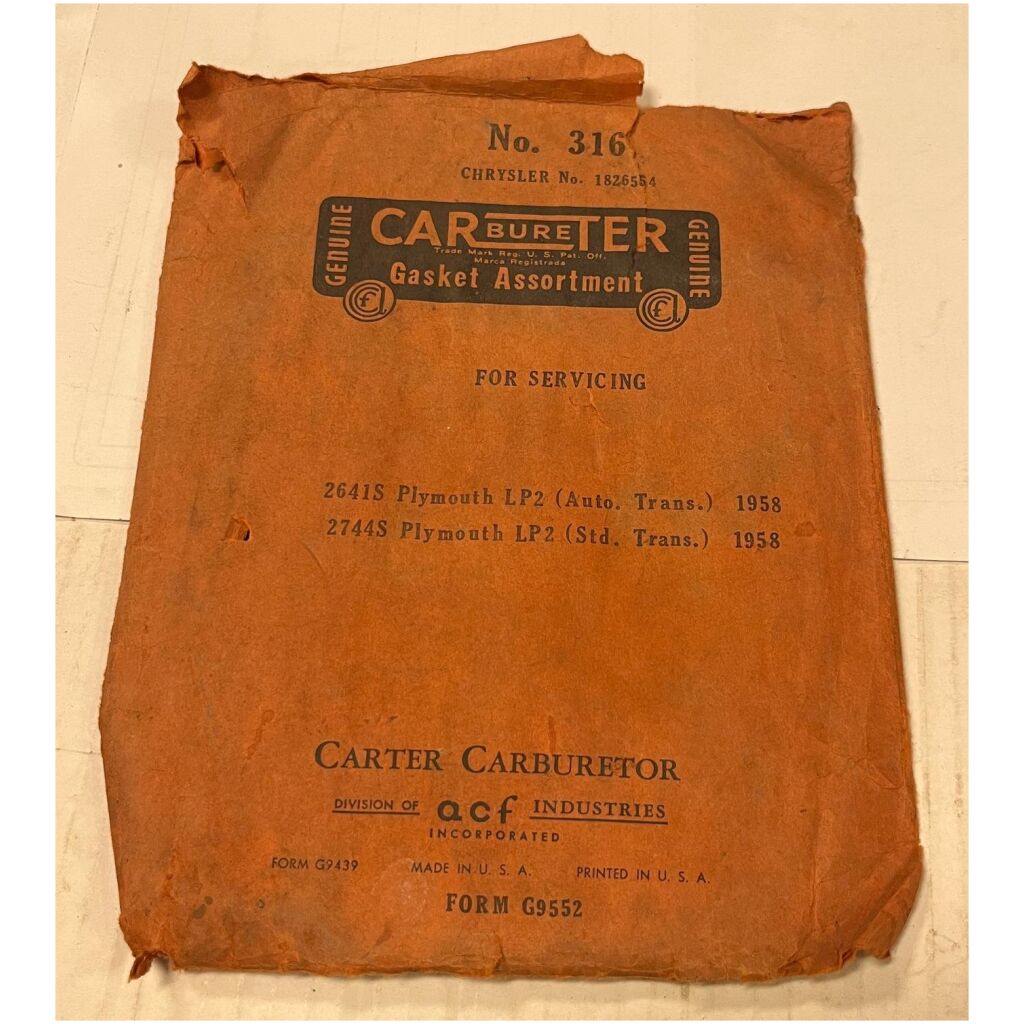 No. 316
CHRYSLER No. 1826554
GENUINE
CARBURETER
GENUINE
Trade Mark Reg. U. S. Pat. Off.
Marca Registrada
Gasket Assortment
CCfl
CCfl
FOR SERVICING
2641S Plymouth LP2 (Auto. Trans.) 1958
2744S Plymouth LP2 (Std. Trans.) 1958
CARTER CARBURETOR
DIVISION OF acf INDUSTRIES
INCORPORATED
FORM G9439 MADE IN U. S. A. PRINTED IN U. S. A.
FORM G9552